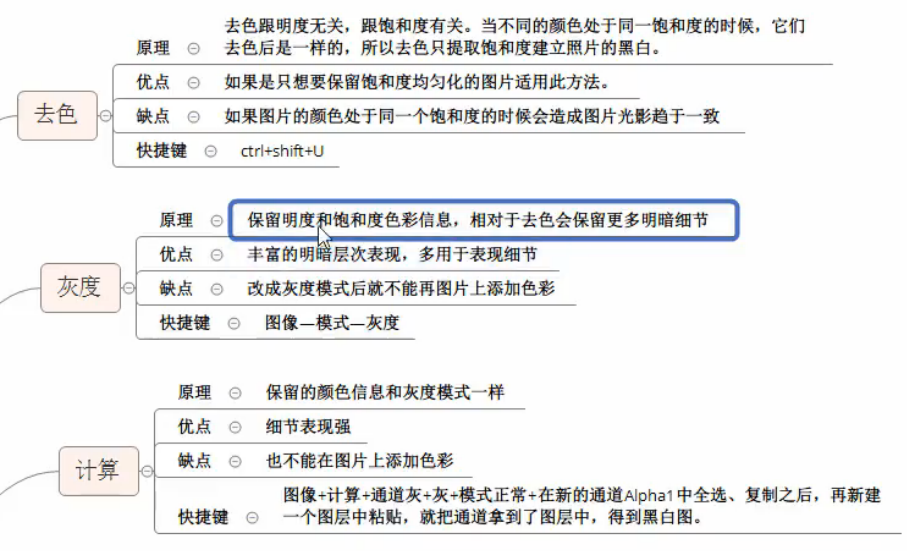 去色
原理
去色跟明度无关，跟饱和度有关。当不同的颜色处于同一饱和度的时候，它们
去色后是一样的，所以去色只提取饱和度建立照片的黑白。
优点
如果是只想要保留饱和度均匀化的图片适用此方法。
缺点
如果图片的颜色处于同一个饱和度的时候会造成图片光影趋于一致
快捷键
ctrl+shift+U
灰度
原理
保留明度和饱和度色彩信息，相对于去色会保留更多明暗细节
优点
丰富的明暗层次表现，多用于表现细节
缺点
改成灰度模式后就不能再图片上添加色彩
快捷键
图像—模式—灰度
计算
原理
保留的颜色信息和灰度模式一样
优点
细节表现强
缺点
也不能在图片上添加色彩
快捷键
图像+计算+通道灰+灰+模式正常+在新的通道Alpha1中全选、复制之后，再新建
一个图层中粘贴，就把通道拿到了图层中，得到黑白图。